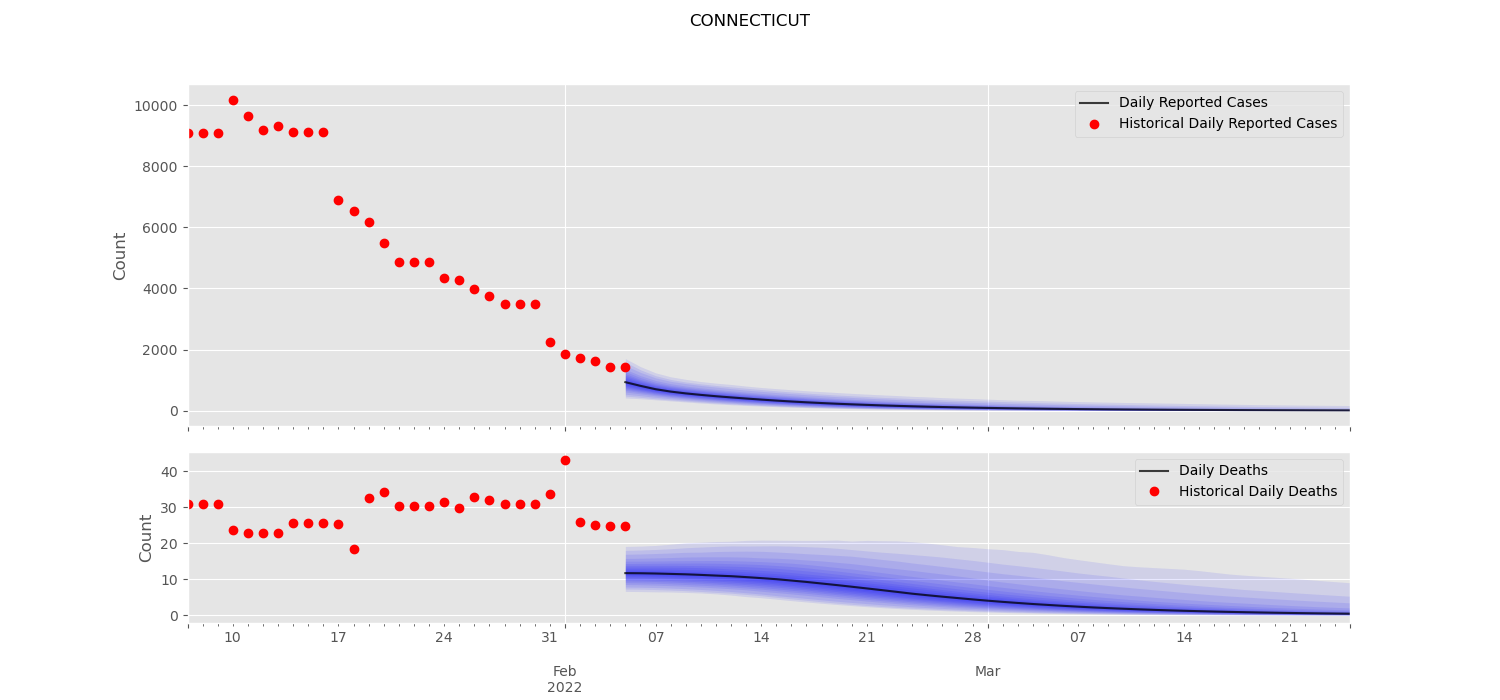 CONNECTICUT
10000
8000
6000
4000
2000
0
Count
Daily Reported Cases
Historical Daily Reported Cases
40
30
20
10
0
Count
Daily Deaths
Historical Daily Deaths
10 17 24 31 07 14 21 28 07 14 21
Feb Mar
2022